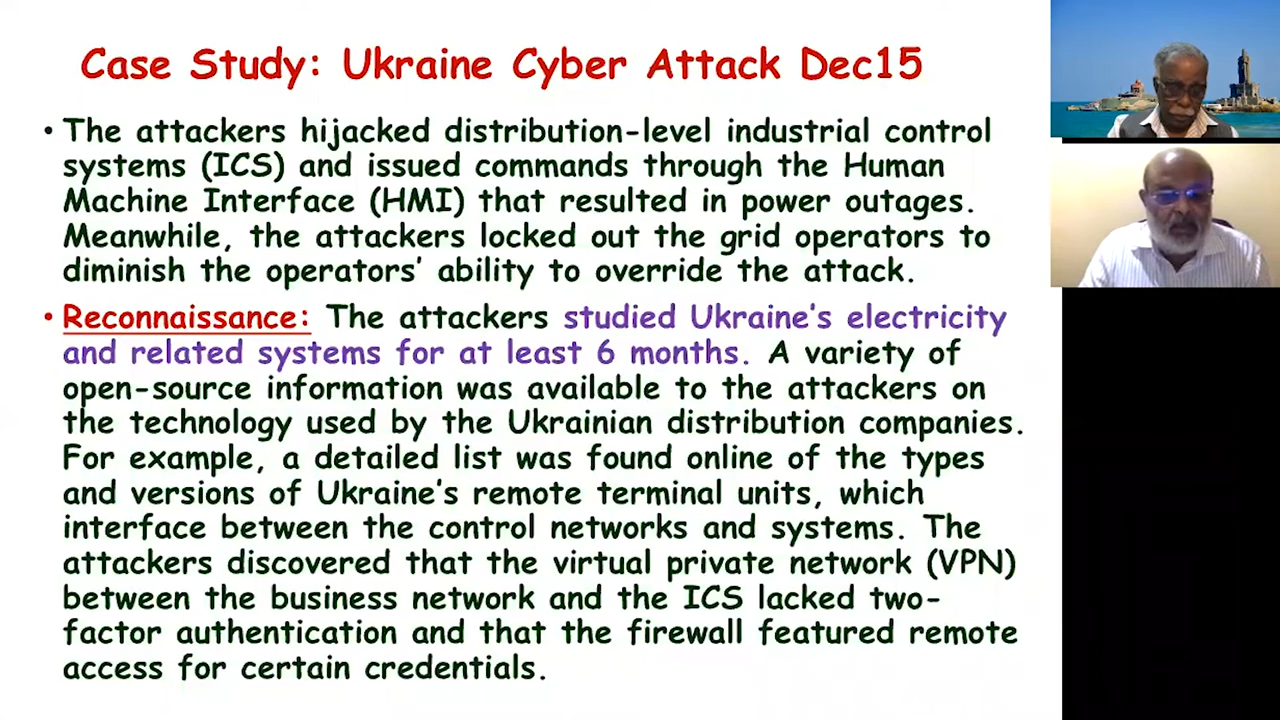 Case Study: Ukraine Cyber Attack Dec15
• The attackers hijacked distribution-level industrial control
systems (ICS) and issued commands through the Human
Machine Interface (HMI) that resulted in power outages.
Meanwhile, the attackers locked out the grid operators to
diminish the operators' ability to override the attack.
• Reconnaissance: The attackers studied Ukraine's electricity
and related systems for at least 6 months. A variety of
open-source information was available to the attackers on
the technology used by the Ukrainian distribution companies.
For example, a detailed list was found online of the types
and versions of Ukraine's remote terminal units, which
interface between the control networks and systems. The
attackers discovered that the virtual private network (VPN)
between the business network and the ICS lacked two-
factor authentication and that the firewall featured remote
access for certain credentials.